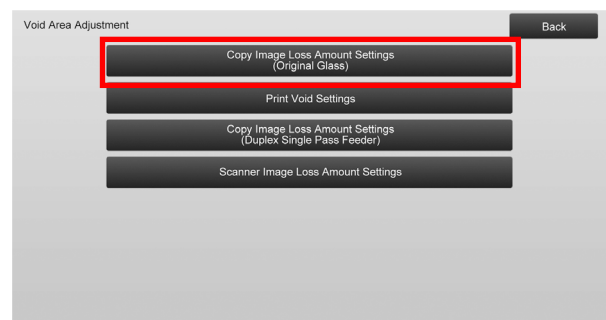 Void Area Adjustment
Back
Copy Image Loss Amount Settings
(Original Glass)
Print Void Settings
Copy Image Loss Amount Settings
(Duplex Single Pass Feeder)
Scanner Image Loss Amount Settings